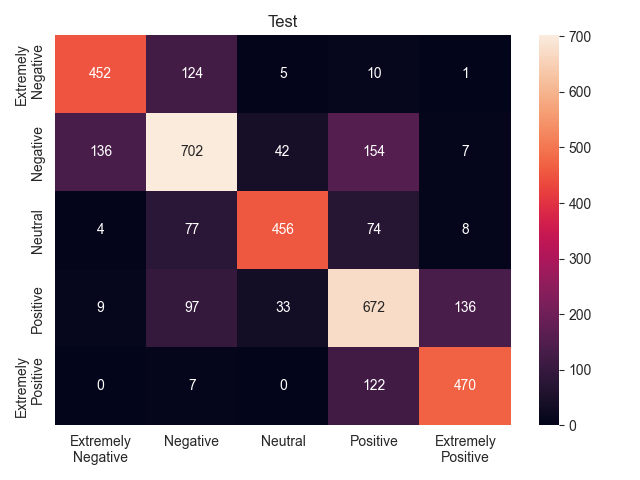 Test
Extremely
Negative
452 124 5 10 1
Negative
136 702 42 154 7
Neutral
4 77 456 74 8
Positive
9 97 33 672 136
Extremely
Positive
0 7 0 122 470
Extremely
Negative
Negative
Neutral
Positive
Extremely
Positive
700
600
500
400
300
200
100
0